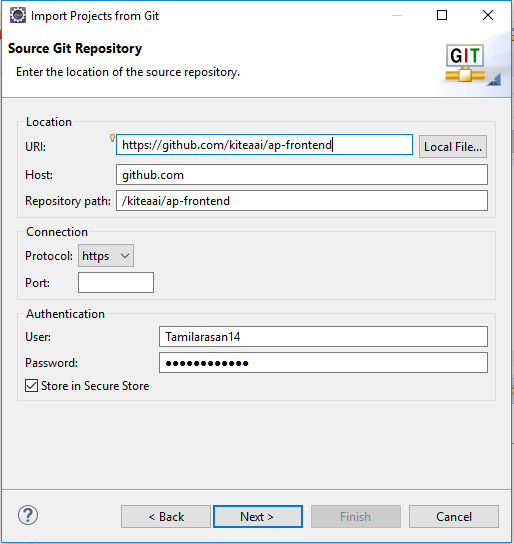 Import Projects from Git
Source Git Repository
Enter the location of the source repository.
GIT
Location
URI: https://github.com/kiteaai/ap-frontend Local File...
Host: github.com
Repository path: /kiteaai/ap-frontend
Connection
Protocol: https
Port:
Authentication
User: Tamilarasan14
Password: ●●●●●●●●●●●●
Store in Secure Store
? < Back Next > Finish Cancel